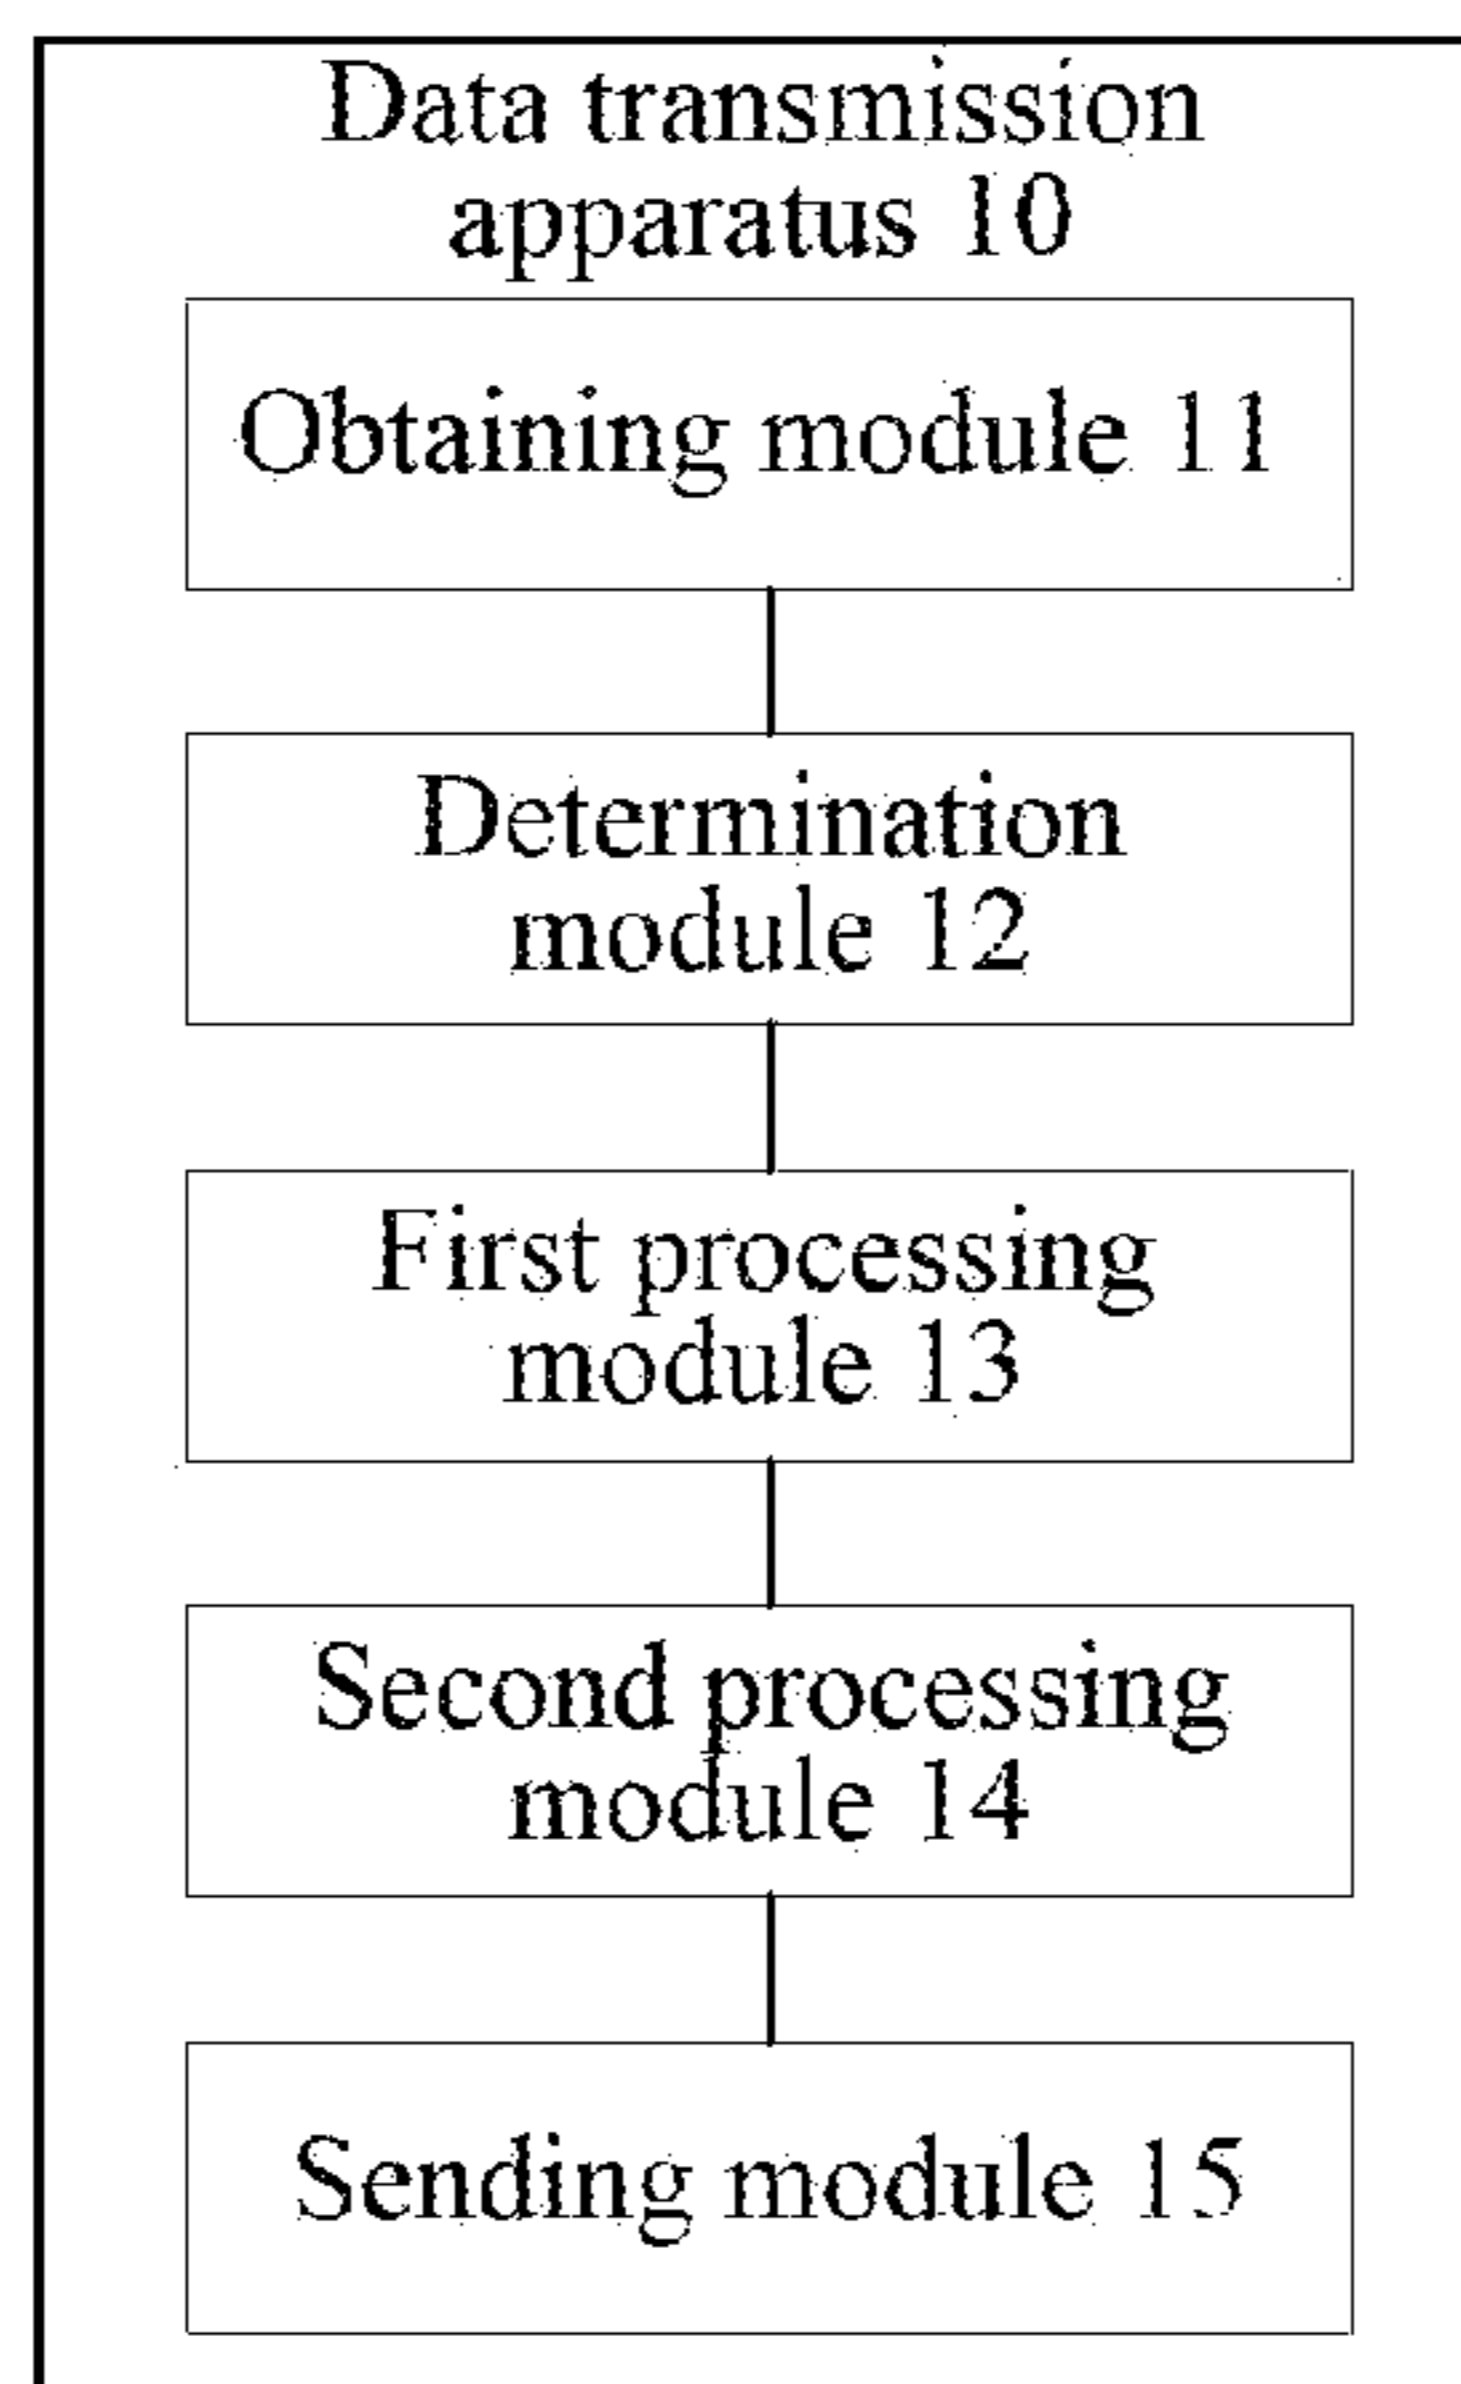 Data transmission
apparatus 10
Obtaining module 11
Determination
module 12
First processing
module 13
Second processing
module 14
Sending module 15